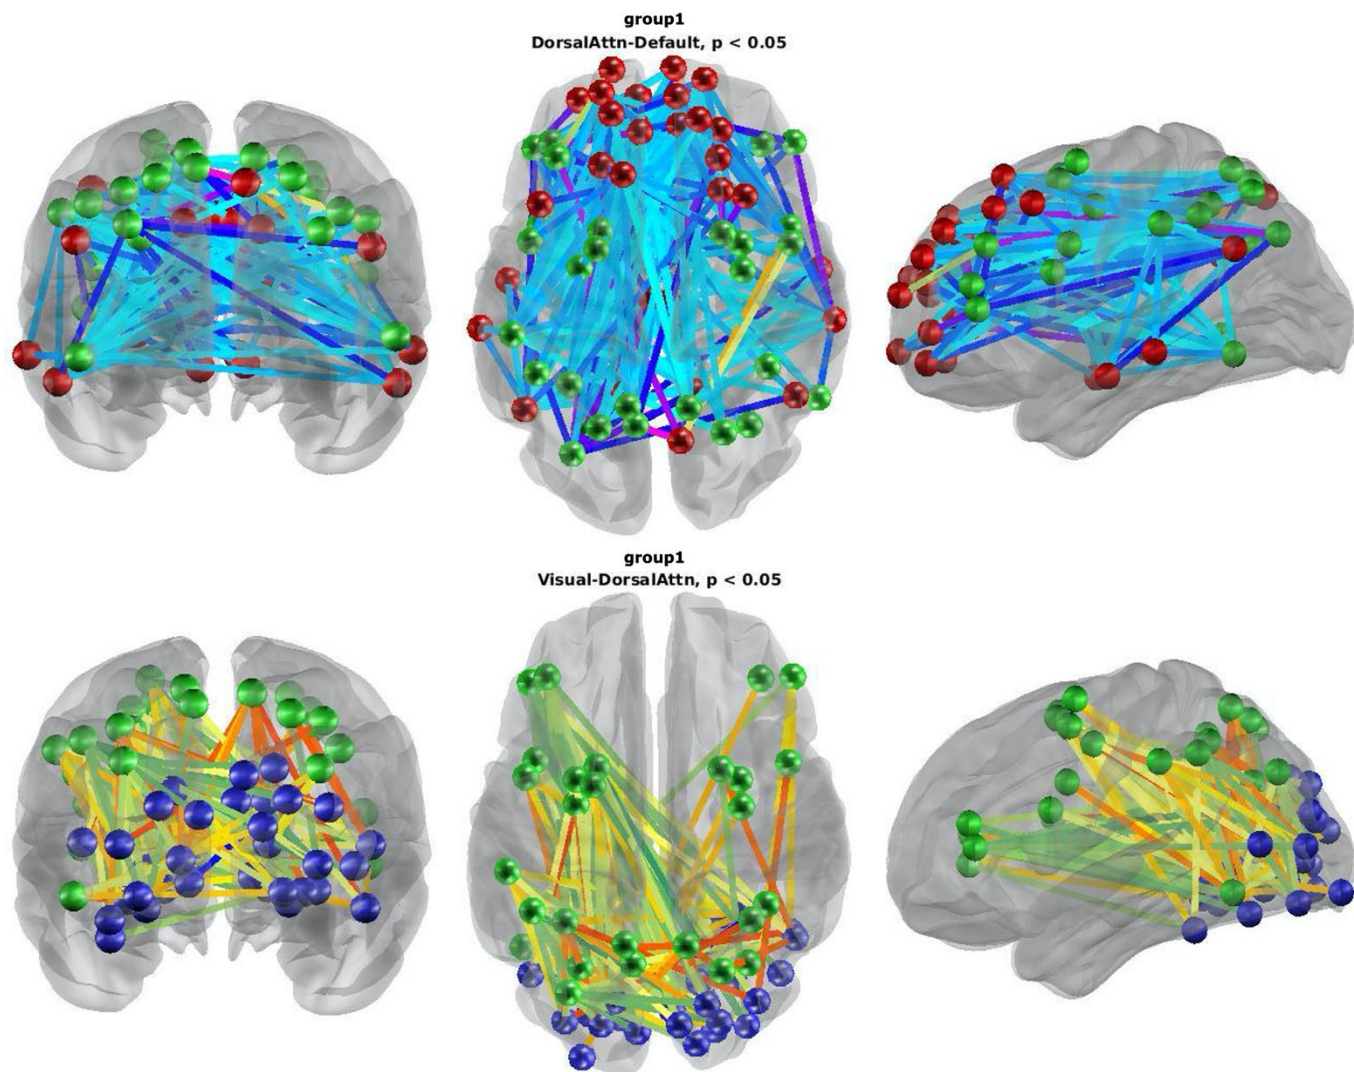 group1
DorsalAttn-Default, p < 0.05
group1
Visual-DorsalAttn, p < 0.05